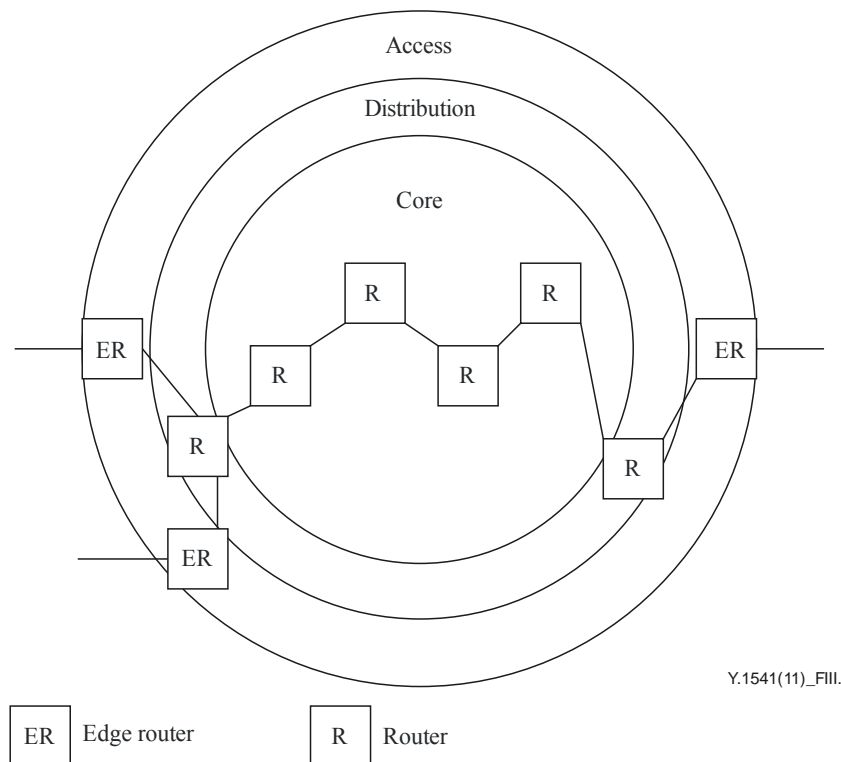 Access
Distribution
Core
R
R
ER
ER
R
R
R
R
ER
Y.1541(11)_FIII.
ER Edge router
R Router